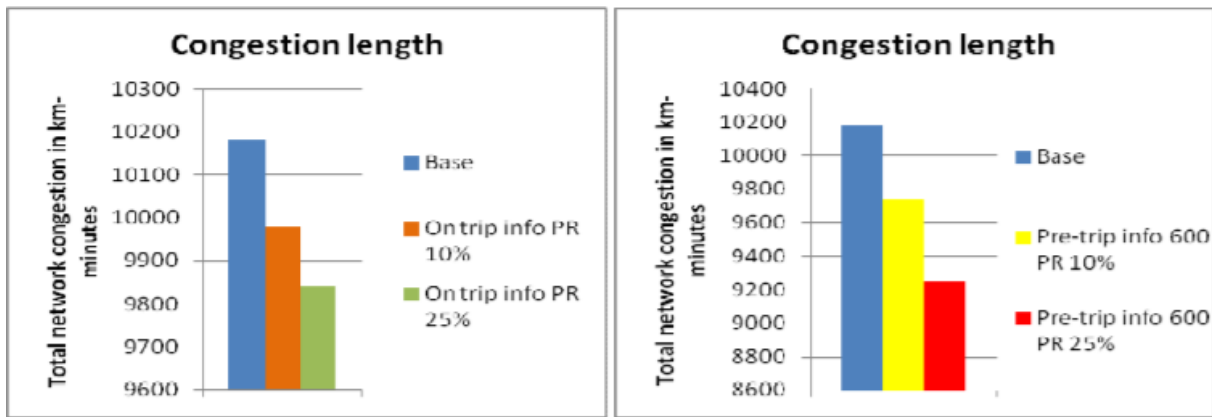 Congestion length
Total network congestion in km-
minutes
10300
10200
10100
10000
9900
9800
9700
9600
Base
On trip info PR
10%
On trip info PR
25%
Congestion length
Total network congestion in km-
minutes
10400
10200
10000
9800
9600
9400
9200
9000
8800
8600
Base
Pre-trip info 600
PR 10%
Pre-trip info 600
PR 25%